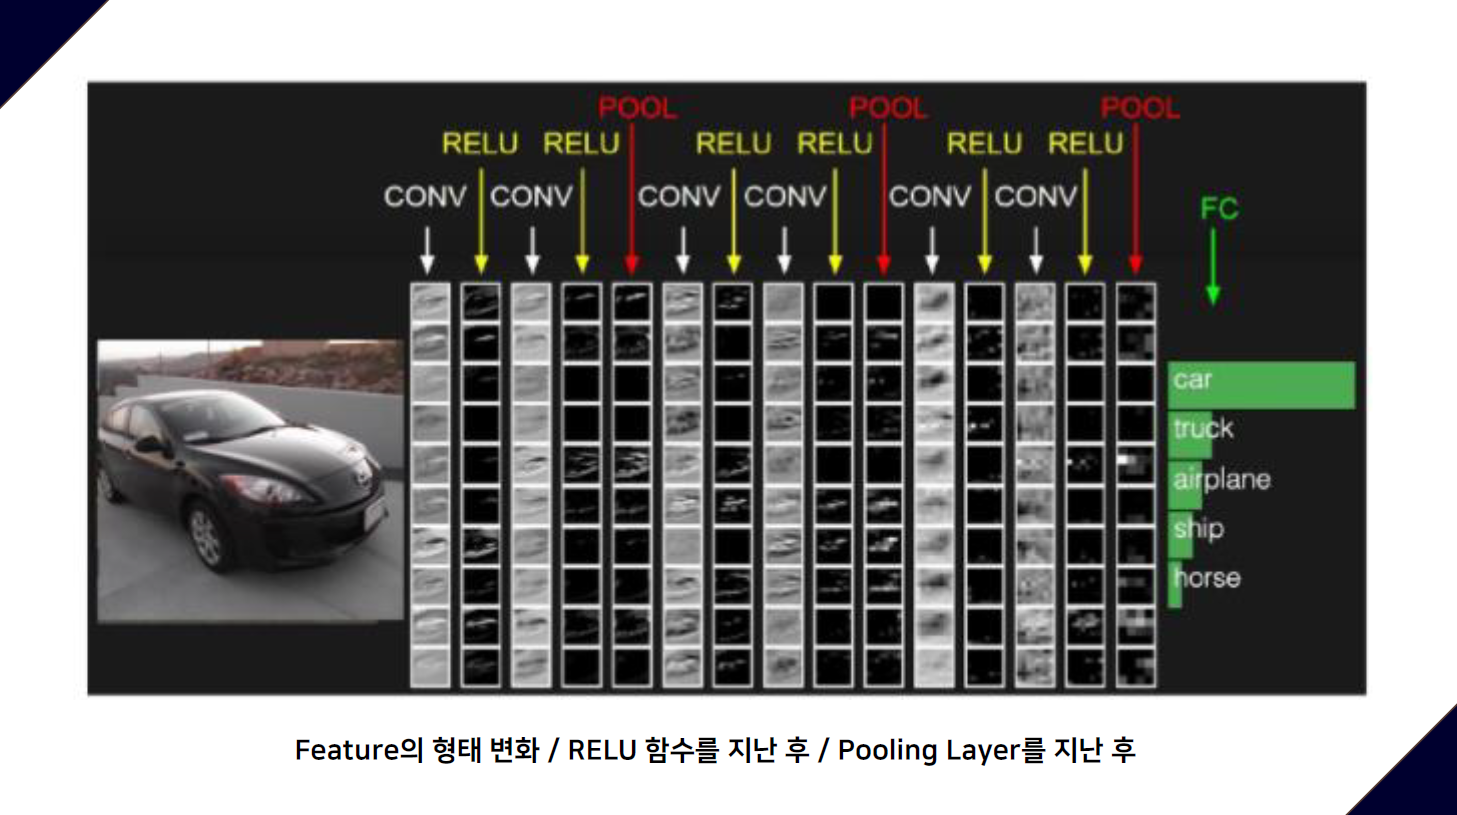 POOL POOL POOL
RELU RELU RELU RELU RELU RELU
CONV CONV CONV CONV CONV CONV
FC
car
truck
airplane
ship
horse
Feature의 형태 변화 / RELU 함수를 지난 후 / Pooling Layer를 지난 후